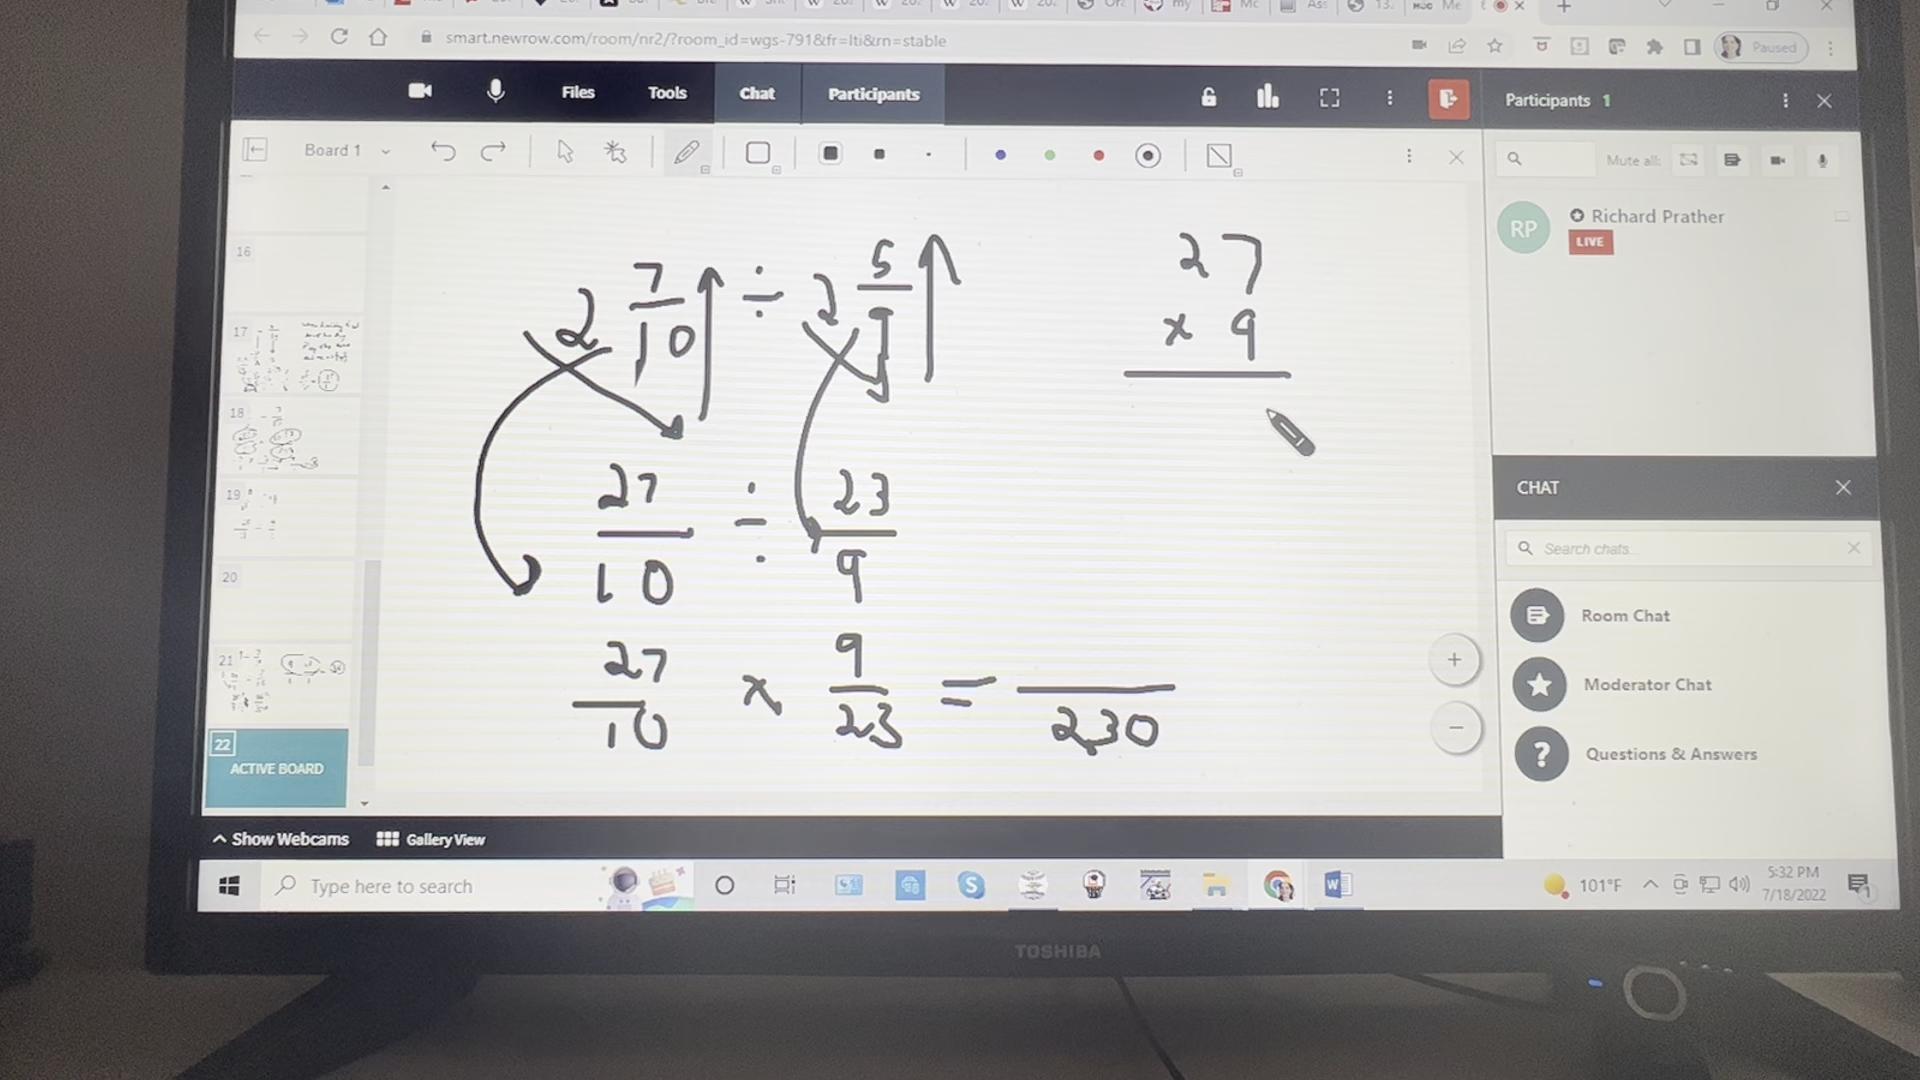 smart.newrow.com/room/nr2/?room_id=wgs-791&fr=lti&rn=stable
Paused
Files
Tools
Chat
Participants
Participants 1
Board 1
Mute all:
RP
Richard Prather
LIVE
16
17
18
19
20
21
22
ACTIVE BOARD
2 7/10 ÷ 2 5/9
27/10 ÷ 23/9
27/10 x 9/23 = /230
27
x 9
CHAT
Search chats...
Room Chat
Moderator Chat
? Questions & Answers
+
−
Show Webcams
Gallery View
Type here to search
101°F
5:32 PM
7/18/2022
1
TOSHIBA